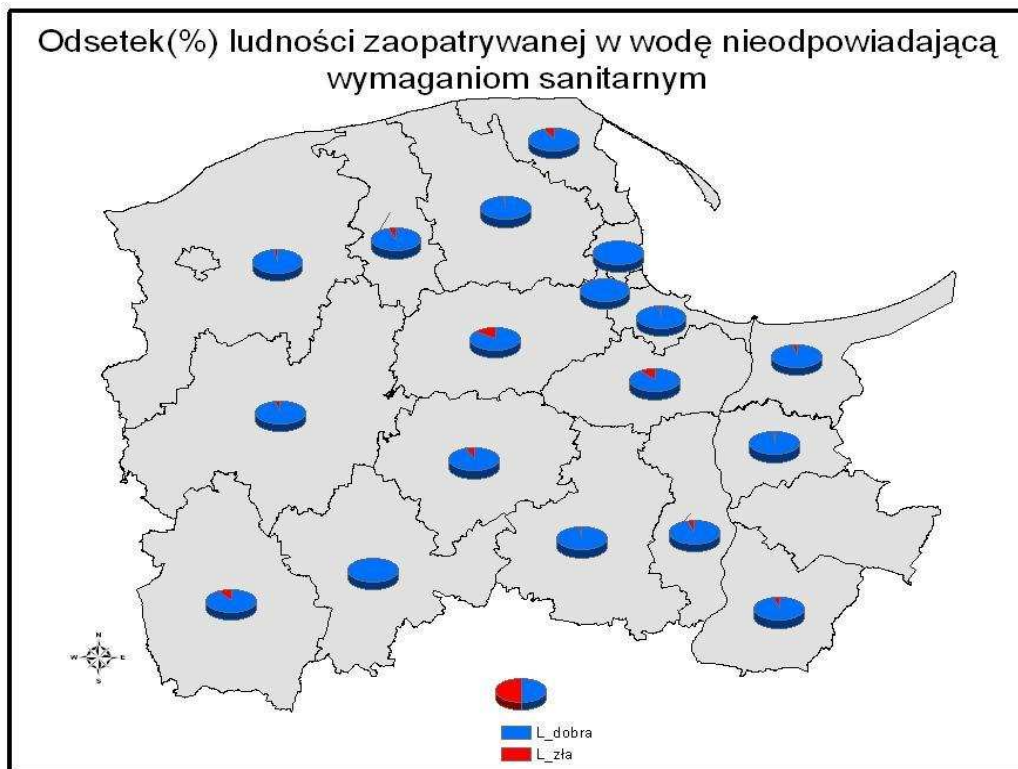 Odsetek(%) ludności zaopatrywanej w wodę nieodpowiadającą
wymaganiom sanitarnym
N
W E
S
L_dobra
L_zła